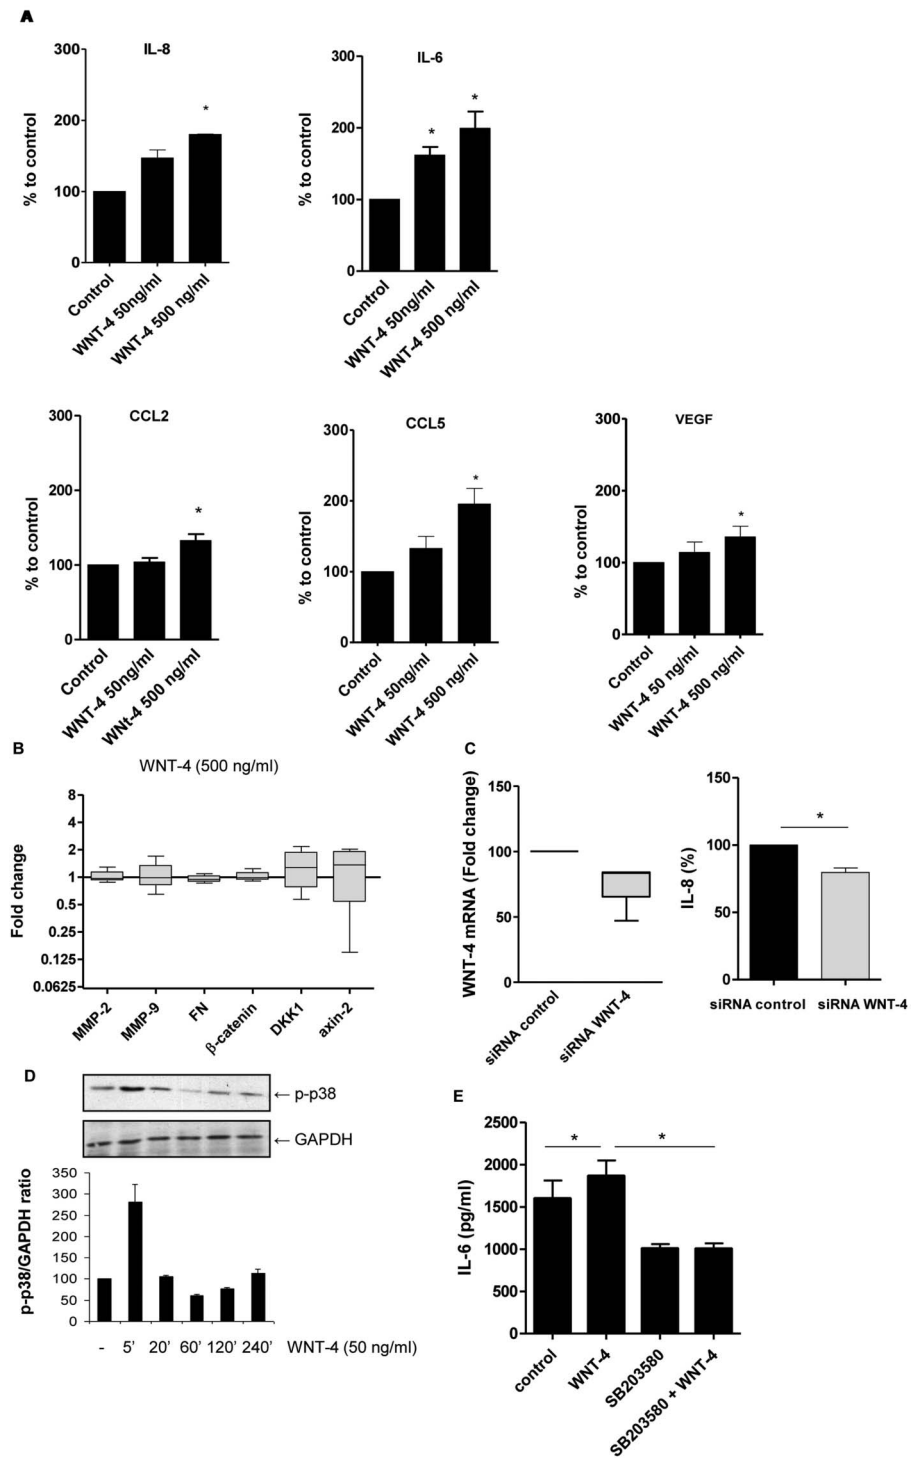 A
IL-8
% to control
300
200
100
0
*
Control
WNT-4 50ng/ml
WNT-4 500 ng/ml
IL-6
% to control
300
200
100
0
*
*
Control
WNT-4 50ng/ml
WNT-4 500 ng/ml
CCL2
% to control
300
200
100
0
*
Control
WNT-4 50ng/ml
WNt-4 500 ng/ml
CCL5
% to control
300
200
100
0
*
Control
WNT-4 50ng/ml
WNT-4 500 ng/ml
VEGF
% to control
300
200
100
0
*
Control
WNT-4 50 ng/ml
WNT-4 500 ng/ml
B
WNT-4 (500 ng/ml)
Fold change
8
4
2
1
0.5
0.25
0.125
0.0625
MMP-2
MMP-9
FN
β-catenin
DKK1
axin-2
C
WNT-4 mRNA (Fold change)
150
100
50
0
siRNA control
siRNA WNT-4
IL-8 (%)
150
100
50
0
*
siRNA control
siRNA WNT-4
D
← p-p38
← GAPDH
p-p38/GAPDH ratio
350
300
250
200
150
100
50
0
- 5' 20' 60' 120' 240' WNT-4 (50 ng/ml)
E
IL-6 (pg/ml)
2500
2000
1500
1000
500
0
*
*
control
WNT-4
SB203580
SB203580 + WNT-4